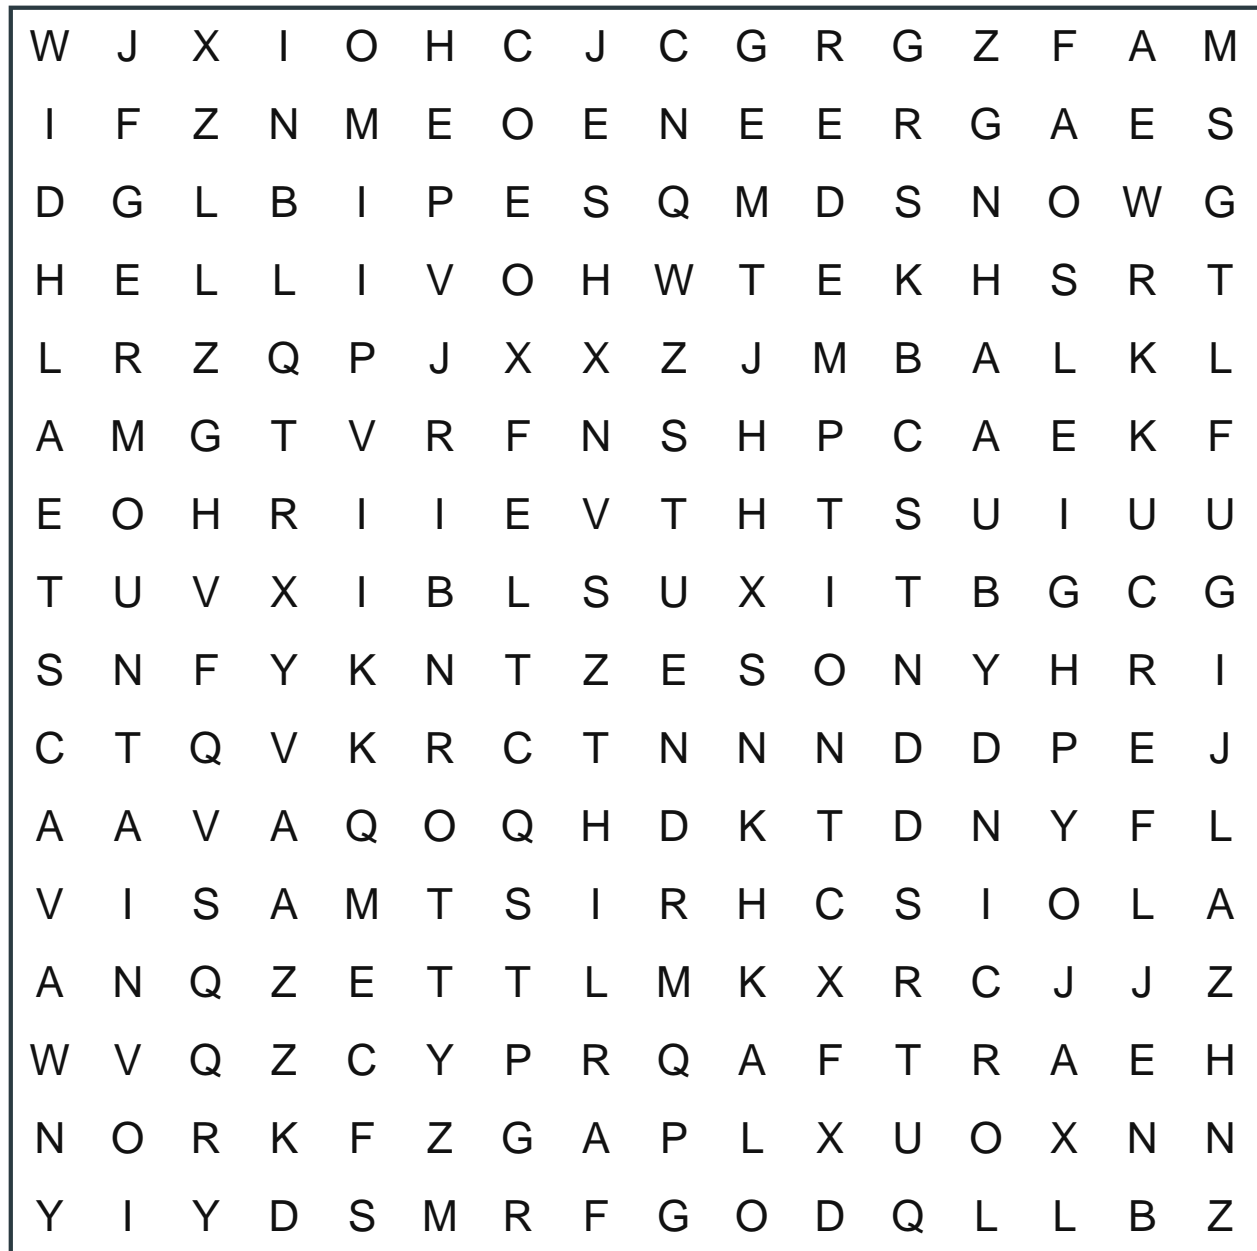 W J X I O H C J C G R G Z F A M
I F Z N M E O E N E E R G A E S
D G L B I P E S Q M D S N O W G
H E L L I V O H W T E K H S R T
L R Z Q P J X X Z J M B A L K L
A M G T V R F N S H P C A E K F
E O H R I I E V T H T S U I U U
T U V X I B L S U X I T B G C G
S N F Y K N T Z E S O N Y H R I
C T Q V K R C T N N N D D P E J
A A V A Q O Q H D K T D N Y F L
V I S A M T S I R H C S I O L A
A N Q Z E T T L M K X R C J J Z
W V Q Z C Y P R Q A F T R A E H
N O R K F Z G A P L X U O X N N
Y I Y D S M R F G O D Q L L B Z